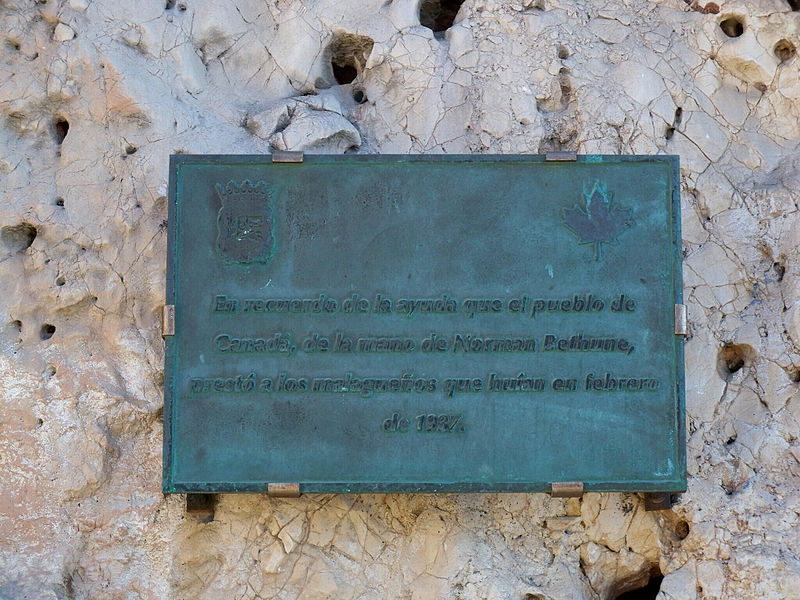 En recuerdo de la ayuda que el pueblo de
Canadá, de la mano de Norman Bethune,
prestó a los malagueños que huían en febrero
de 1937.